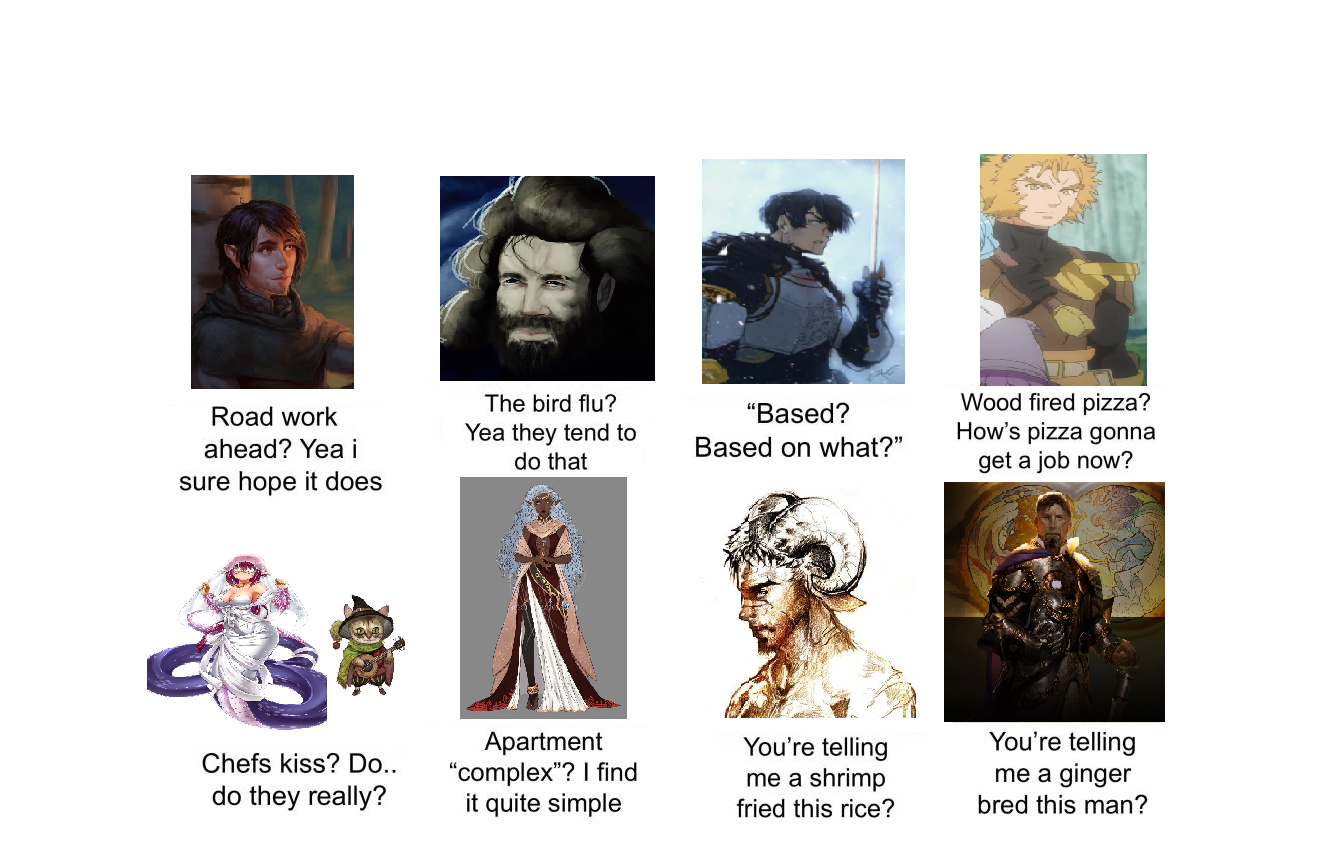 Road work
ahead? Yea i
sure hope it does
The bird flu?
Yea they tend to
do that
“Based?
Based on what?”
Wood fired pizza?
How’s pizza gonna
get a job now?
Chefs kiss? Do..
do they really?
Apartment
“complex”? I find
it quite simple
You’re telling
me a shrimp
fried this rice?
You’re telling
me a ginger
bred this man?